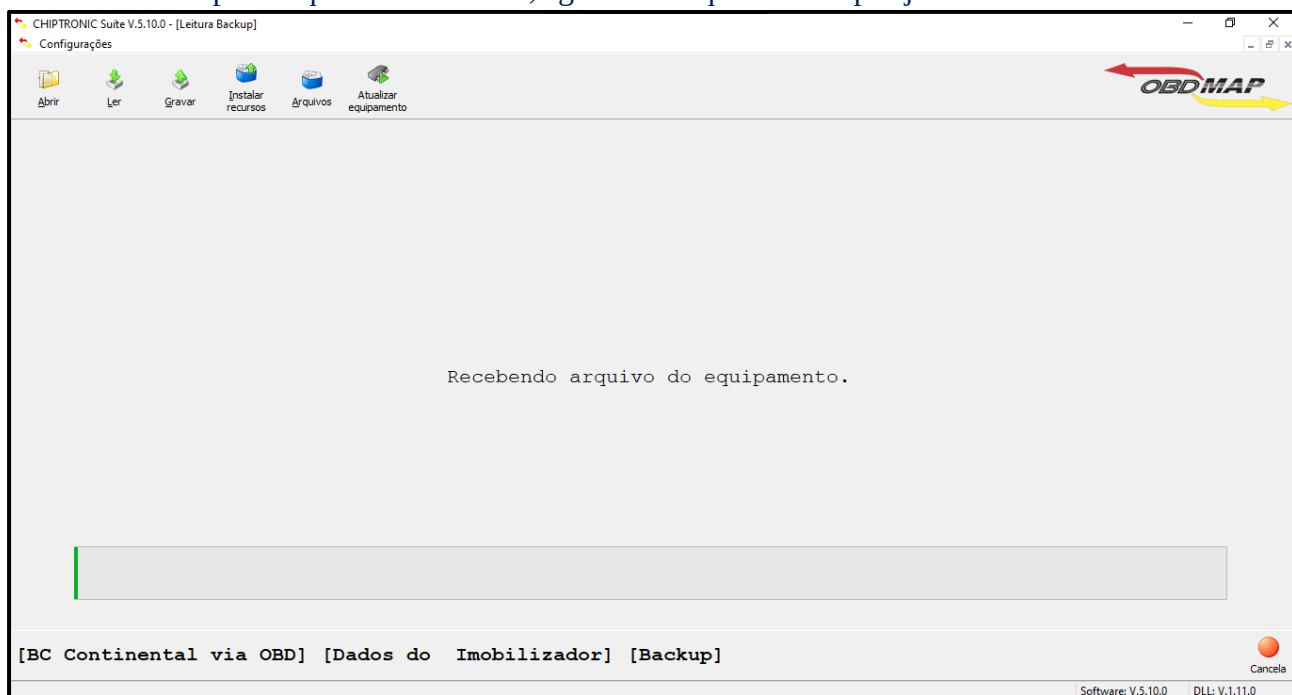 CHIPTRONIC Suite V.5.10.0 - [Leitura Backup]
Configurações
Abrir
Ler
Gravar
Instalar
recursos
Arquivos
Atualizar
equipamento
OBDMAP
Recebendo arquivo do equipamento.
[BC Continental via OBD] [Dados do  Imobilizador] [Backup]
Cancela
Software: V.5.10.0 DLL: V.1.11.0